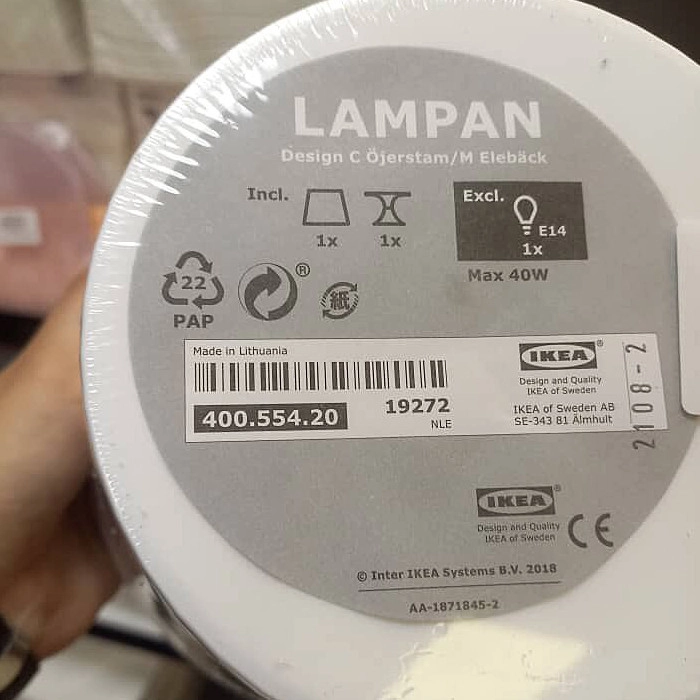 LAMPAN
Design C Öjerstam/M Elebäck
Incl.
1x
1x
Excl.
E14
1x
Max 40W
22
PAP
®
紙
Made in Lithuania
400.554.20
19272
NLE
IKEA®
Design and Quality
IKEA of Sweden
IKEA of Sweden AB
SE-343 81 Älmhult
2108-2
IKEA®
Design and Quality
IKEA of Sweden
CE
© Inter IKEA Systems B.V. 2018
AA-1871845-2